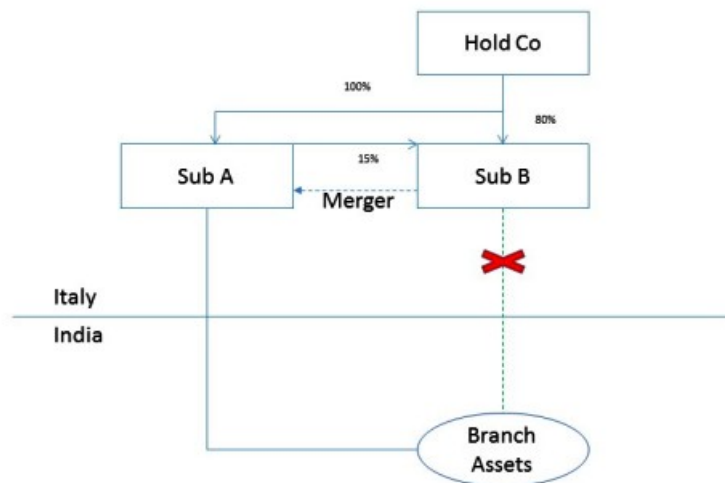 Hold Co
100%
80%
Sub A
15%
Sub B
Merger
Italy
India
Branch
Assets